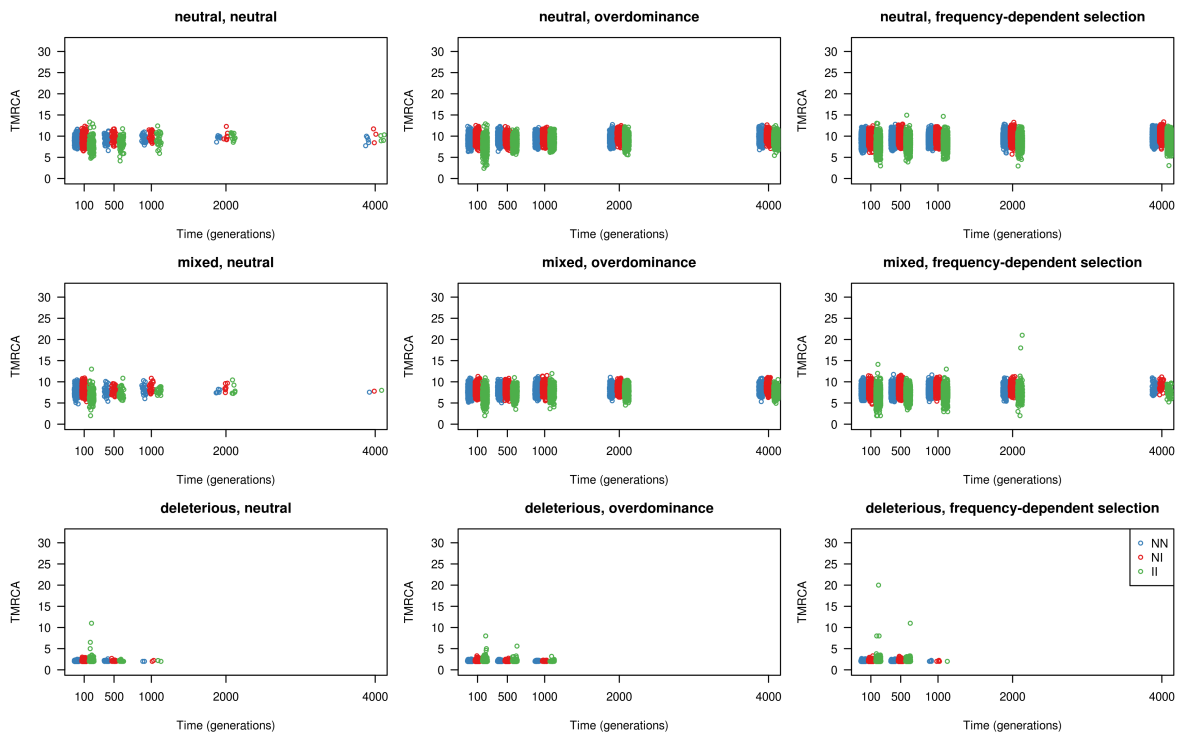 neutral, neutral
neutral, overdominance
neutral, frequency-dependent selection
TMRCA
30
25
20
15
10
5
0
100 500 1000 2000 4000
Time (generations)
TMRCA
30
25
20
15
10
5
0
100 500 1000 2000 4000
Time (generations)
TMRCA
30
25
20
15
10
5
0
100 500 1000 2000 4000
Time (generations)
mixed, neutral
mixed, overdominance
mixed, frequency-dependent selection
TMRCA
30
25
20
15
10
5
0
100 500 1000 2000 4000
Time (generations)
TMRCA
30
25
20
15
10
5
0
100 500 1000 2000 4000
Time (generations)
TMRCA
30
25
20
15
10
5
0
100 500 1000 2000 4000
Time (generations)
deleterious, neutral
deleterious, overdominance
deleterious, frequency-dependent selection
TMRCA
30
25
20
15
10
5
0
100 500 1000 2000 4000
Time (generations)
TMRCA
30
25
20
15
10
5
0
100 500 1000 2000 4000
Time (generations)
TMRCA
30
25
20
15
10
5
0
100 500 1000 2000 4000
Time (generations)
NN
NI
II